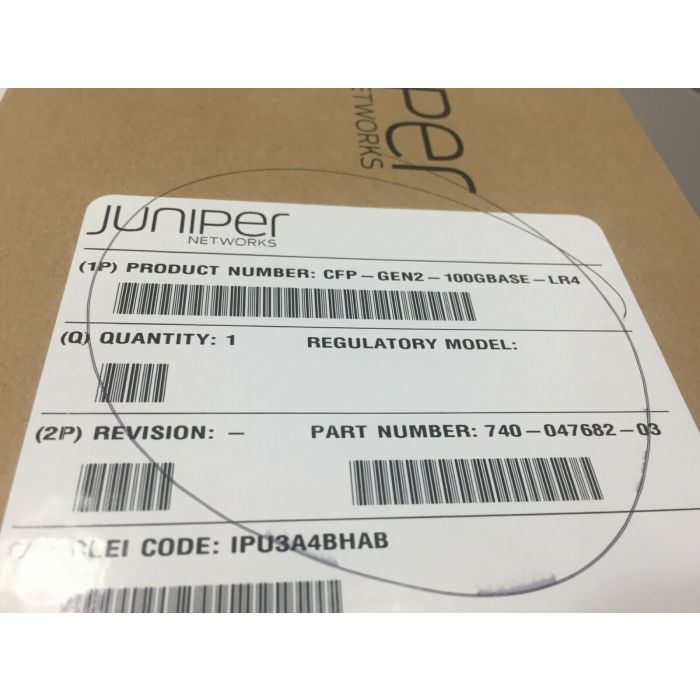 JUNIPER
NETWORKS
JUNIPER
NETWORKS
(1P) PRODUCT NUMBER: CFP-GEN2-100GBASE-LR4
(Q) QUANTITY: 1 REGULATORY MODEL:
(2P) REVISION: - PART NUMBER: 740-047682-03
CLEI CODE: IPU3A4BHAB